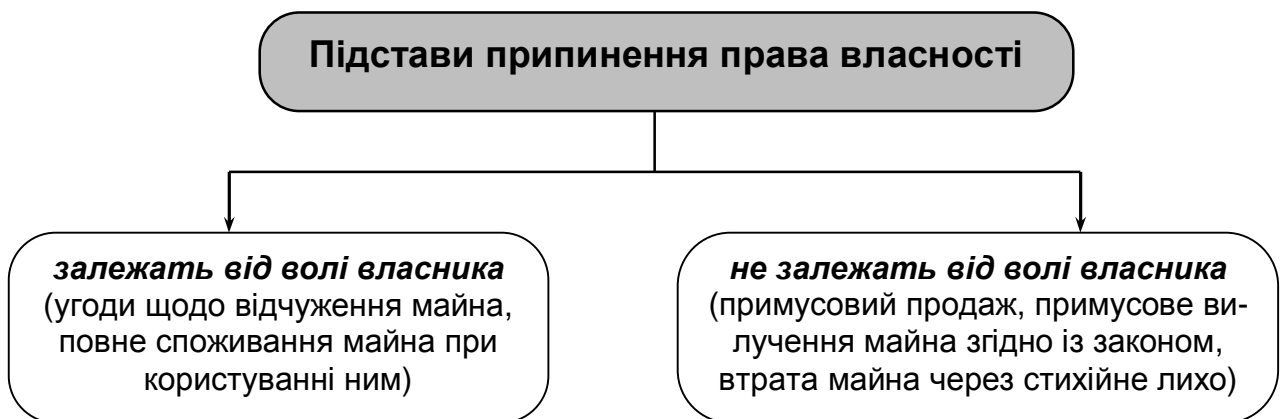 Підстави припинення права власності
залежать від волі власника
(угоди щодо відчуження майна,
повне споживання майна при
користуванні ним)
не залежать від волі власника
(примусовий продаж, примусове ви-
лучення майна згідно із законом,
втрата майна через стихійне лихо)